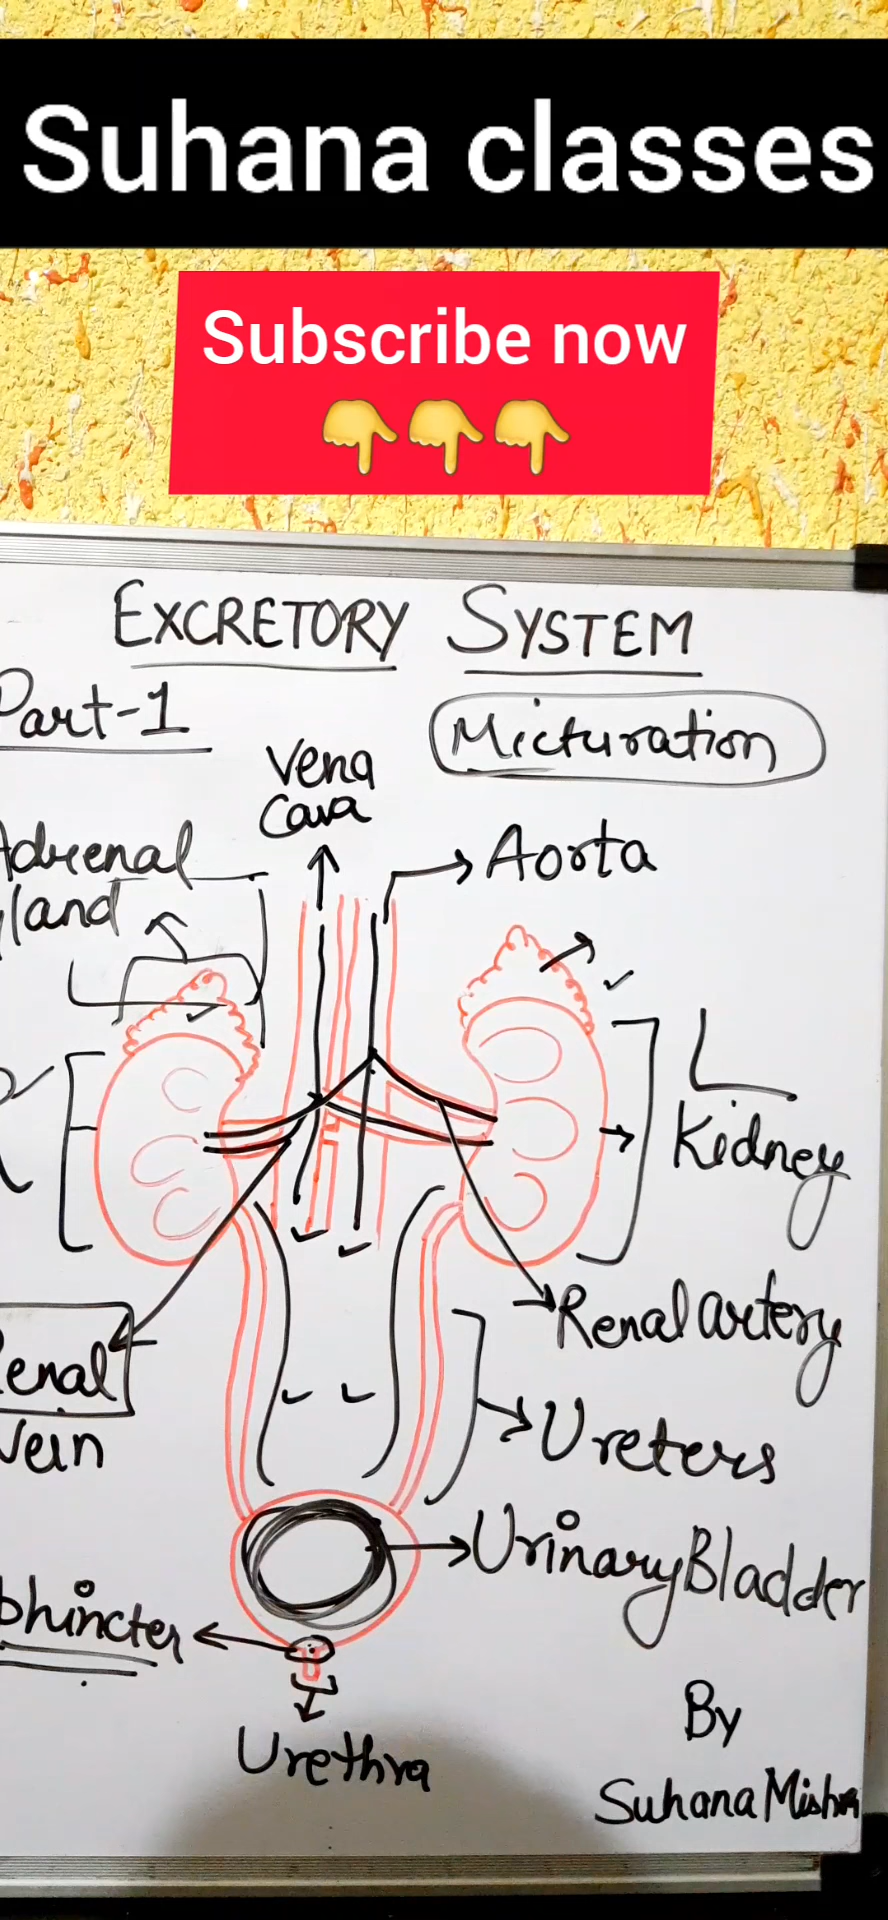 Suhana classes
Subscribe now
👇👇👇
EXCRETORY SYSTEM
Part-1
Micturation
Vena
Cava
Adrenal
gland
Aorta
Kidney
Renal artery
Renal
Vein
Ureters
Urinary Bladder
phincter
Urethra
By
Suhana Mishra